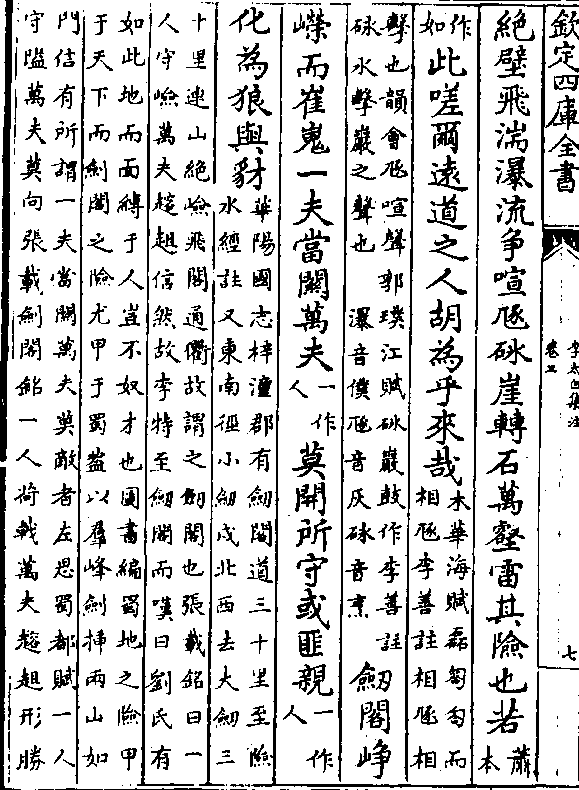 欽定四庫全書
李太白集注
卷三
七
絶壁飛湍瀑流争喧豗砯崖轉石萬壑雷其險也若蕭本
作如此嗟爾遠道之人胡為乎來哉
木華海賦磊匒匌而
相豗李善註相豗相
擊也韻會豗喧聲郭璞江賦砯巖鼓作李善註
砯水擊巖之聲也 瀑音僕豗音灰砯音烹
劍閣峥
嶸而崔嵬一夫當關萬夫一作人莫開所守或匪親一作人
化為狼與豺
華陽國志梓潼郡有劍閣道三十里至險
水經註又東南徑小劍戍北西去大劍三
十里連山絶嶮飛閣通衢故謂之劍閣也張載銘曰一
人守嶮萬夫趑趄信然故李特至劍閣而嘆曰劉氏有
如此地而面縛于人豈不奴才也圖書編蜀地之險甲
于天下而劍閣之險尤甲于蜀葢以羣峰劍揷兩山如
門信有所謂一夫當關萬夫莫敵者左思蜀都賦一人
守隘萬夫莫向張載劍閣銘一人荷戟萬夫趑趄形勝